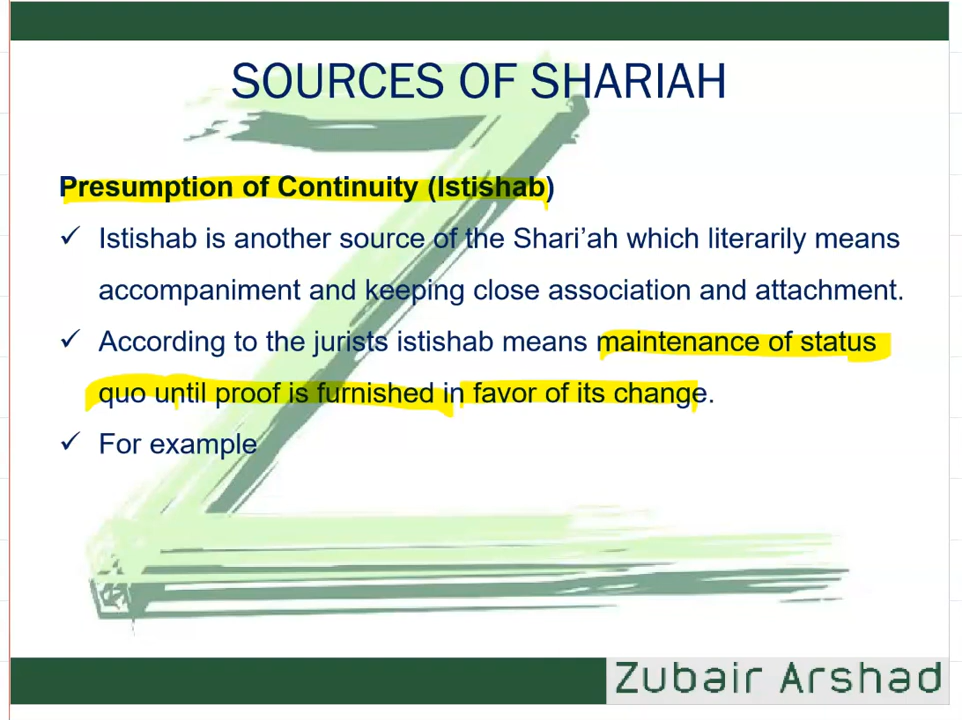 SOURCES OF SHARIAH
Presumption of Continuity (Istishab)
✓ Istishab is another source of the Shari’ah which literarily means
accompaniment and keeping close association and attachment.
✓ According to the jurists istishab means maintenance of status
quo until proof is furnished in favor of its change.
✓ For example
Zubair Arshad